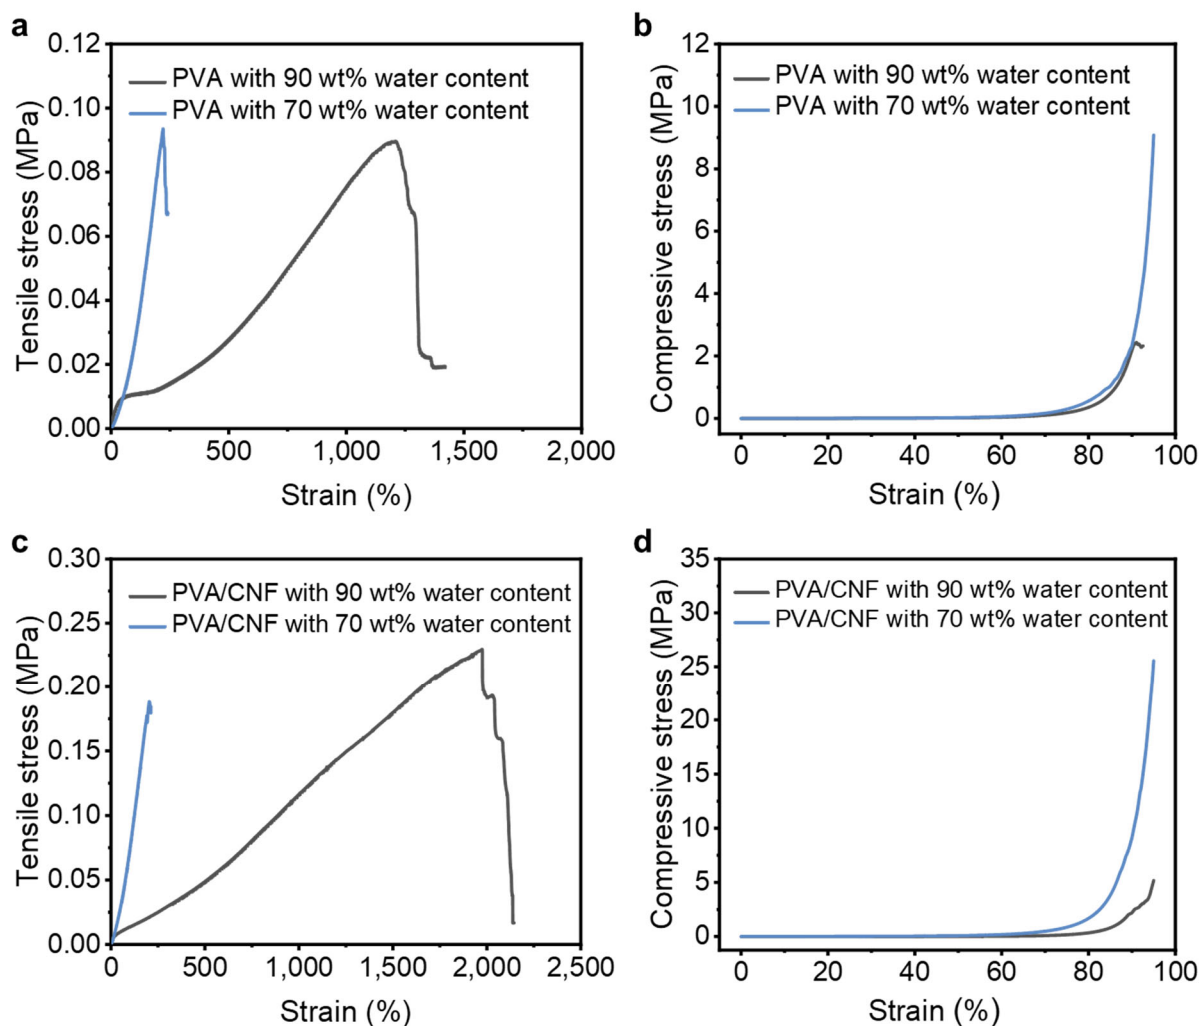 a
0.12
0.10
0.08
0.06
0.04
0.02
0.00
Tensile stress (MPa)
PVA with 90 wt% water content
PVA with 70 wt% water content
0 500 1,000 1,500 2,000
Strain (%)
b
12
10
8
6
4
2
0
Compressive stress (MPa)
PVA with 90 wt% water content
PVA with 70 wt% water content
0 20 40 60 80 100
Strain (%)
c
0.30
0.25
0.20
0.15
0.10
0.05
0.00
Tensile stress (MPa)
PVA/CNF with 90 wt% water content
PVA/CNF with 70 wt% water content
0 500 1,000 1,500 2,000 2,500
Strain (%)
d
35
30
25
20
15
10
5
0
Compressive stress (MPa)
PVA/CNF with 90 wt% water content
PVA/CNF with 70 wt% water content
0 20 40 60 80 100
Strain (%)